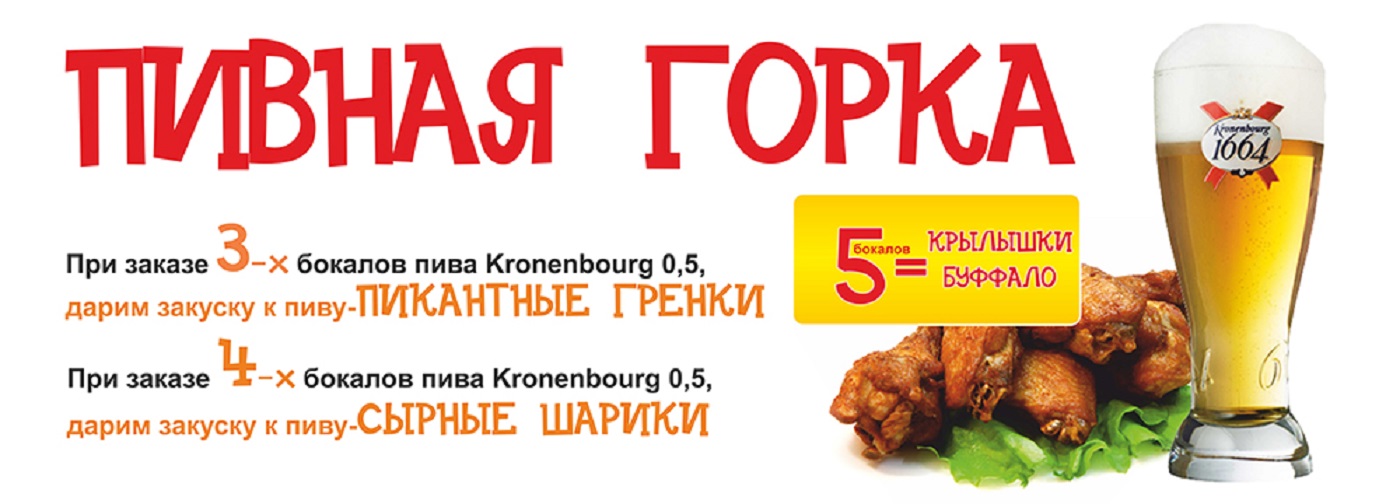 ПИВНАЯ ГОРКА
При заказе 3-х бокалов пива Kronenbourg 0,5,
дарим закуску к пиву-ПИКАНТНЫЕ ГРЕНКИ
При заказе 4-х бокалов пива Kronenbourg 0,5,
дарим закуску к пиву-СЫРНЫЕ ШАРИКИ
5 бокалов = КРЫЛЫШКИ
БУФФАЛО
Kronenbourg
1664